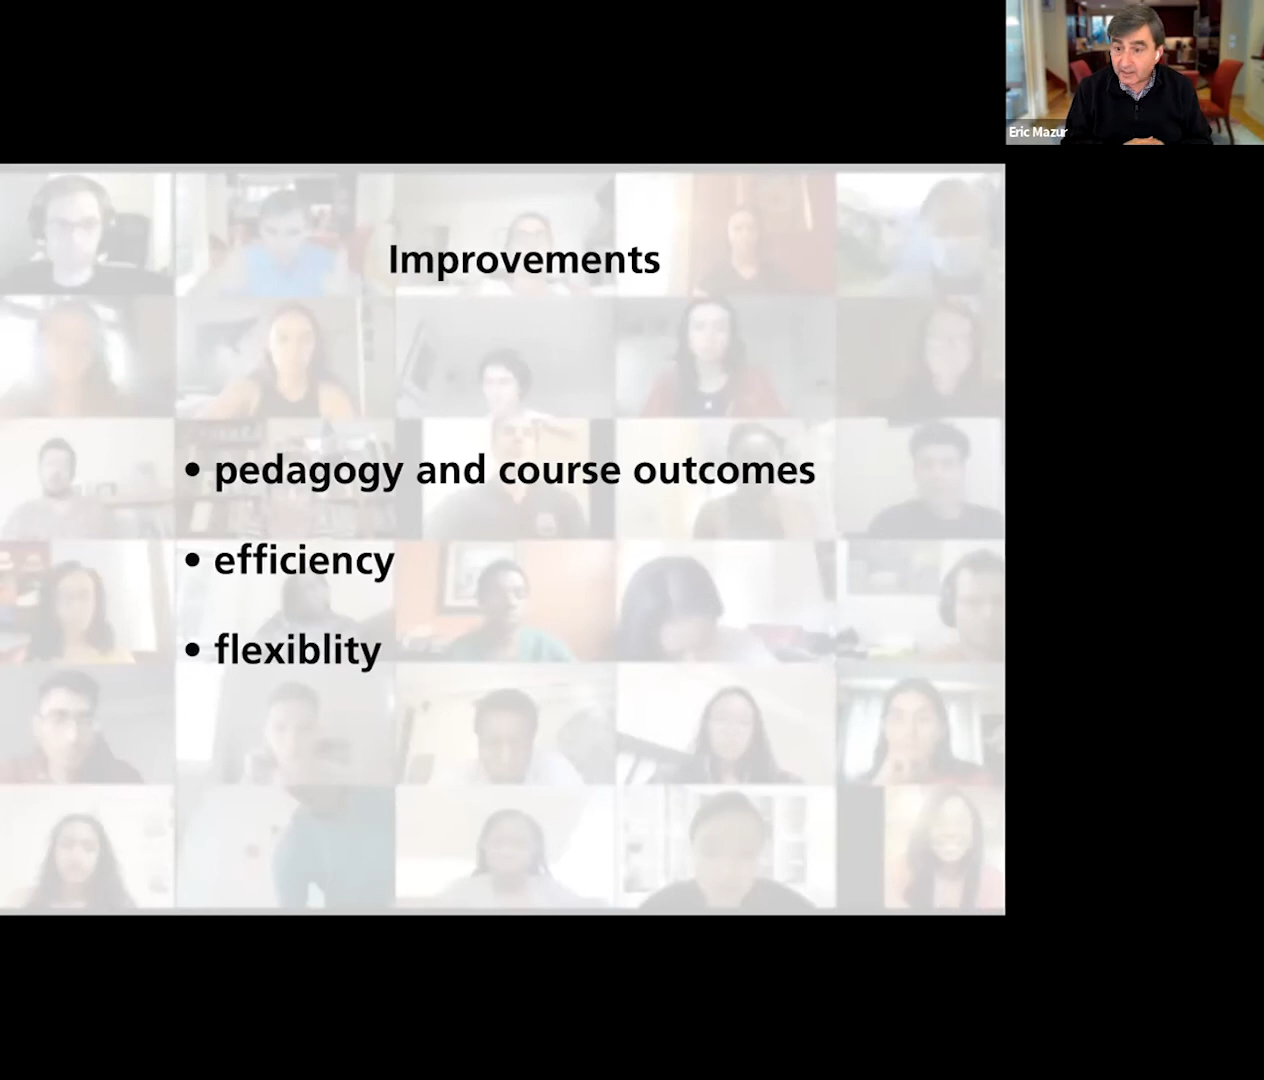 Eric Mazur
Improvements
• pedagogy and course outcomes
• efficiency
• flexiblity